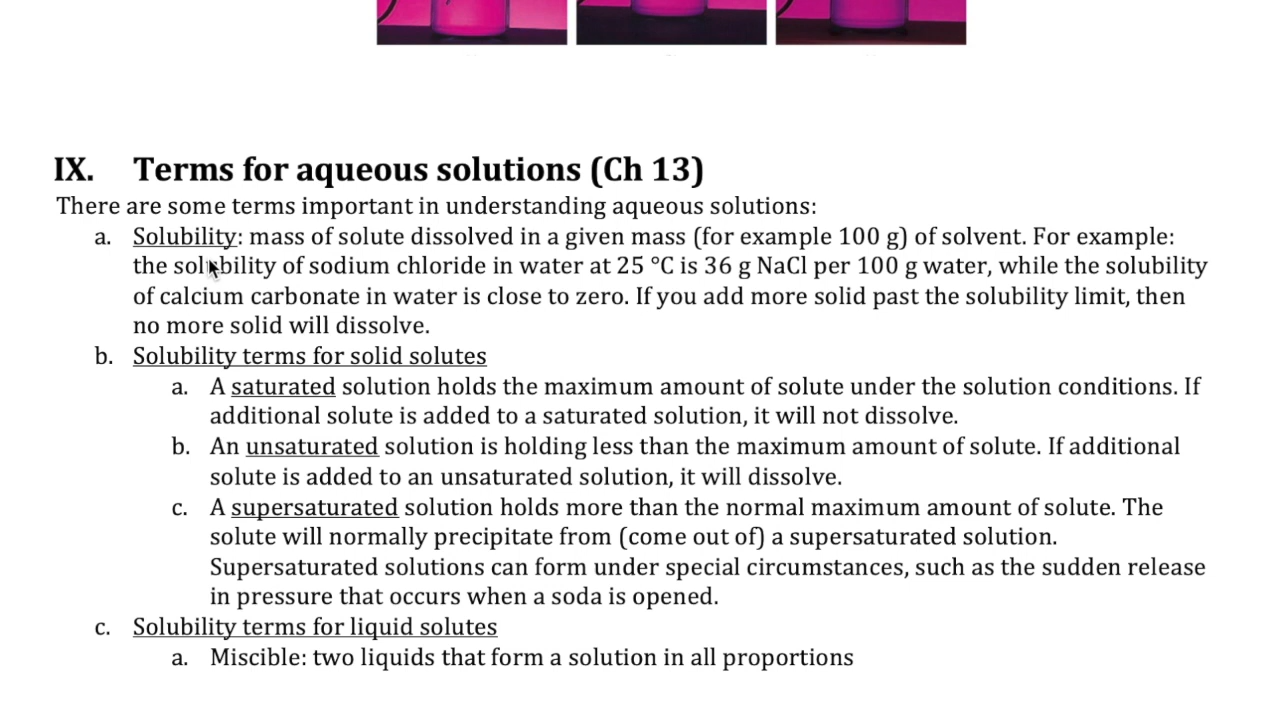 IX. Terms for aqueous solutions (Ch 13)
There are some terms important in understanding aqueous solutions:
a. Solubility: mass of solute dissolved in a given mass (for example 100 g) of solvent. For example:
the solubility of sodium chloride in water at 25 °C is 36 g NaCl per 100 g water, while the solubility
of calcium carbonate in water is close to zero. If you add more solid past the solubility limit, then
no more solid will dissolve.
b. Solubility terms for solid solutes
a. A saturated solution holds the maximum amount of solute under the solution conditions. If
additional solute is added to a saturated solution, it will not dissolve.
b. An unsaturated solution is holding less than the maximum amount of solute. If additional
solute is added to an unsaturated solution, it will dissolve.
c. A supersaturated solution holds more than the normal maximum amount of solute. The
solute will normally precipitate from (come out of) a supersaturated solution.
Supersaturated solutions can form under special circumstances, such as the sudden release
in pressure that occurs when a soda is opened.
c. Solubility terms for liquid solutes
a. Miscible: two liquids that form a solution in all proportions